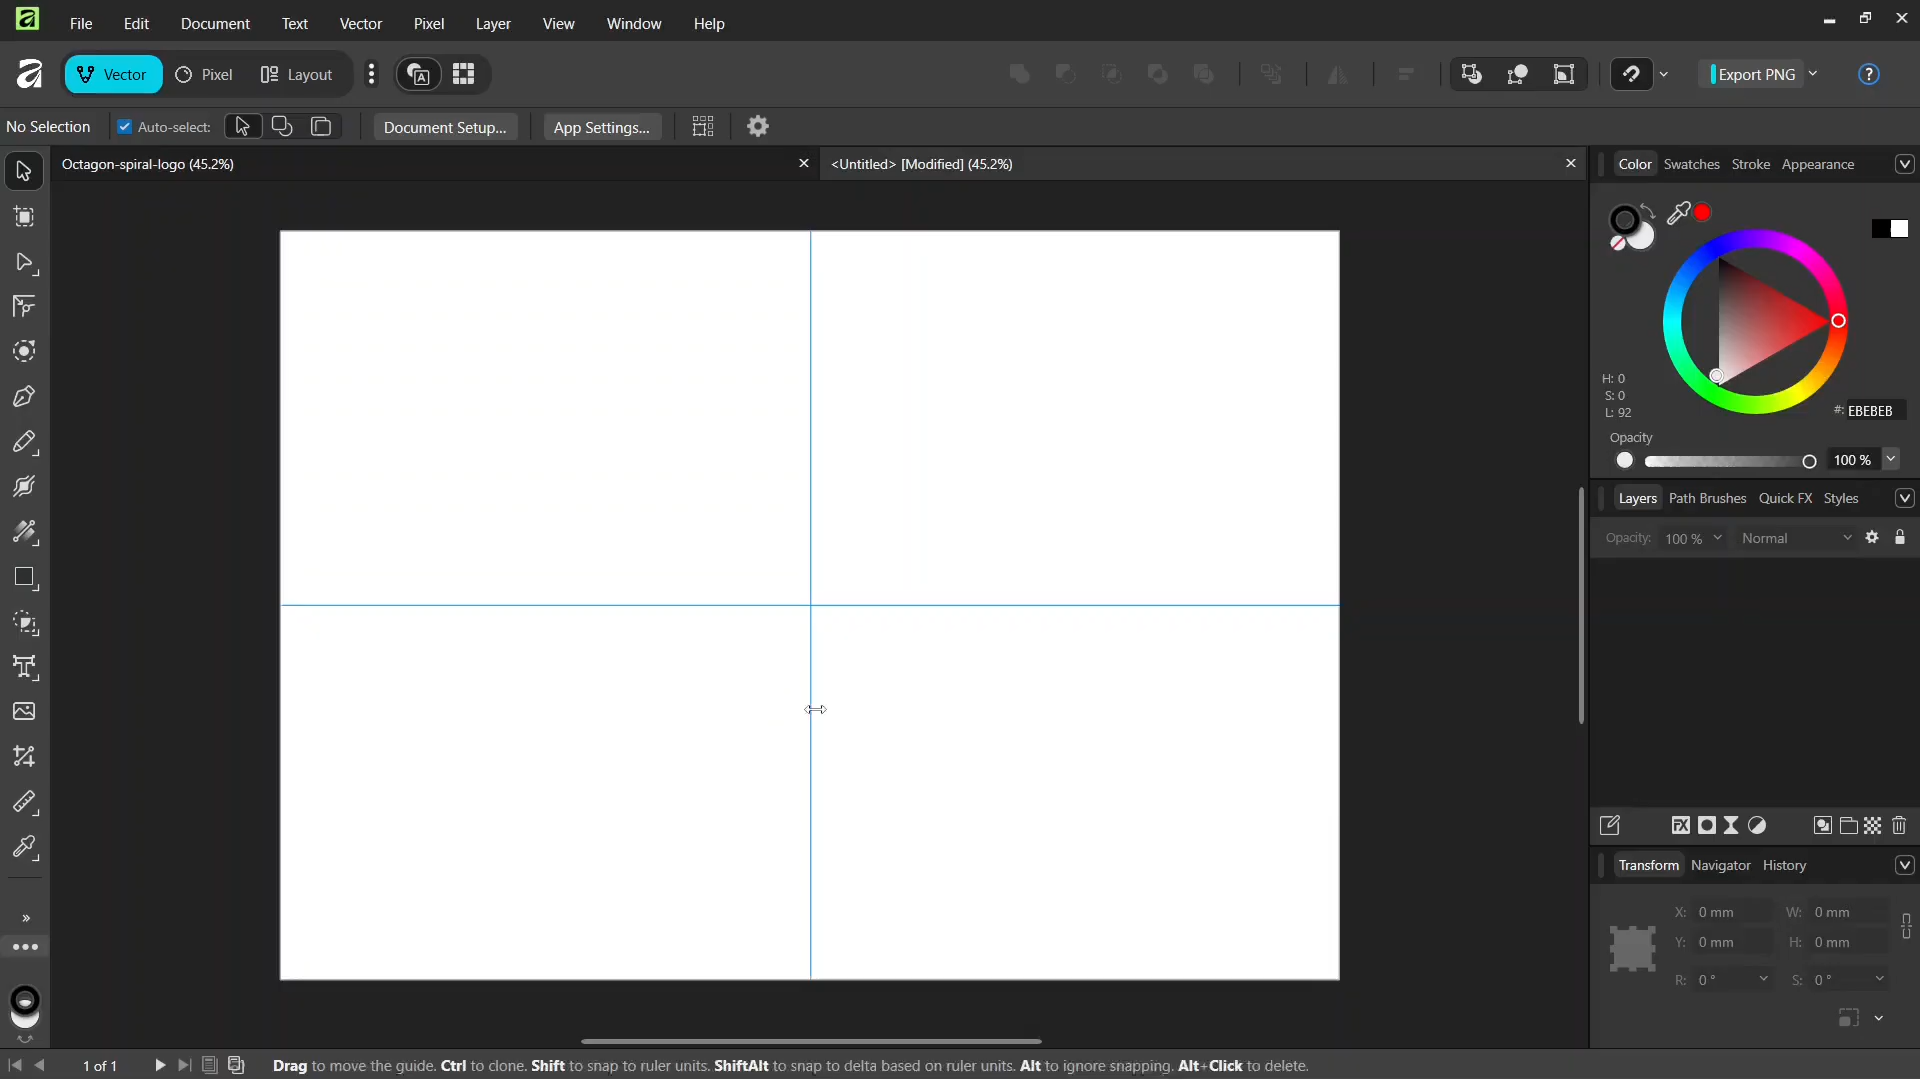 File Edit Document Text Vector Pixel Layer View Window Help
Vector Pixel Layout Export PNG
No Selection Auto-select: Document Setup... App Settings...
Octagon-spiral-logo (45.2%) <Untitled> [Modified] (45.2%)
Color Swatches Stroke Appearance
H: 0
S: 0
L: 92
#: EBEBEB
Opacity
100 %
Layers Path Brushes Quick FX Styles
Opacity: 100 % Normal
Transform Navigator History
X: 0 mm W: 0 mm
Y: 0 mm H: 0 mm
R: 0 ° S: 0 °
1 of 1 Drag to move the guide. Ctrl to clone. Shift to snap to ruler units. ShiftAlt to snap to delta based on ruler units. Alt to ignore snapping. Alt+Click to delete.